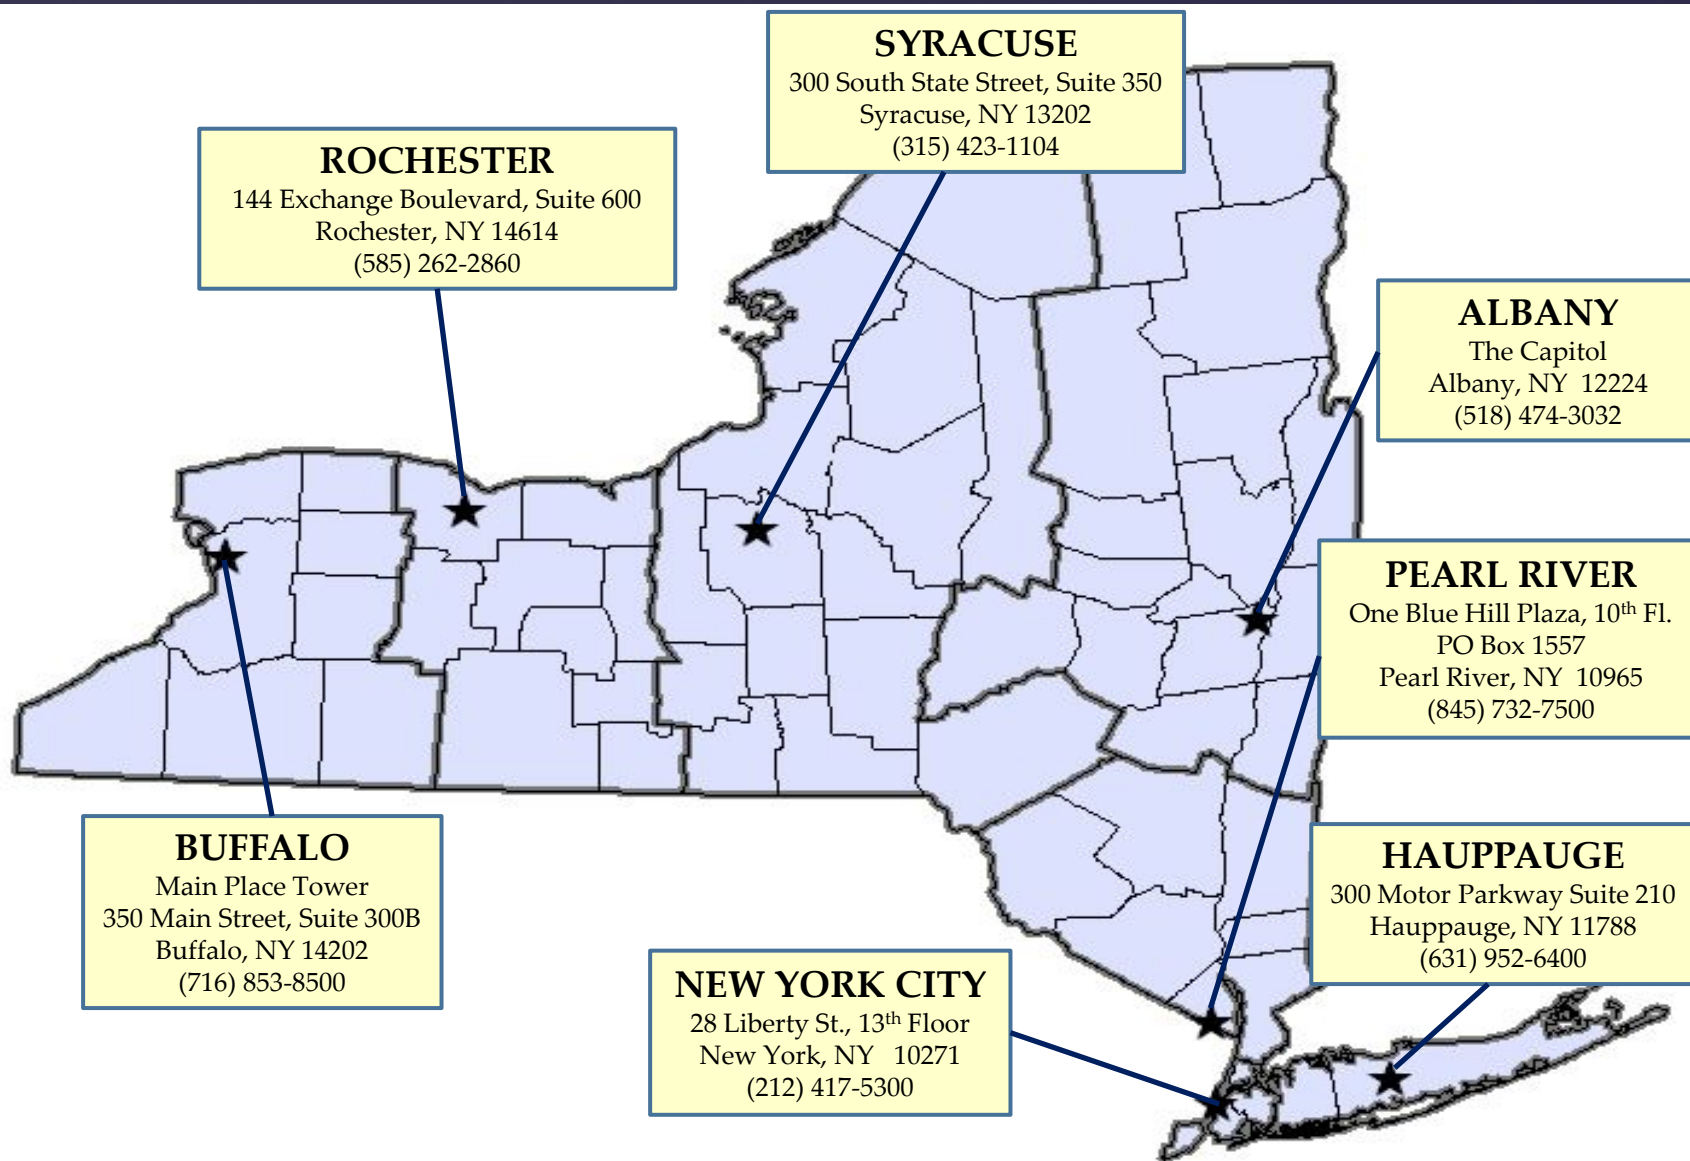 SYRACUSE
300 South State Street, Suite 350
Syracuse, NY 13202
(315) 423-1104
ROCHESTER
144 Exchange Boulevard, Suite 600
Rochester, NY 14614
(585) 262-2860
ALBANY
The Capitol
Albany, NY 12224
(518) 474-3032
PEARL RIVER
One Blue Hill Plaza, 10th Fl.
PO Box 1557
Pearl River, NY 10965
(845) 732-7500
BUFFALO
Main Place Tower
350 Main Street, Suite 300B
Buffalo, NY 14202
(716) 853-8500
HAUPPAUGE
300 Motor Parkway Suite 210
Hauppauge, NY 11788
(631) 952-6400
NEW YORK CITY
28 Liberty St., 13th Floor
New York, NY 10271
(212) 417-5300